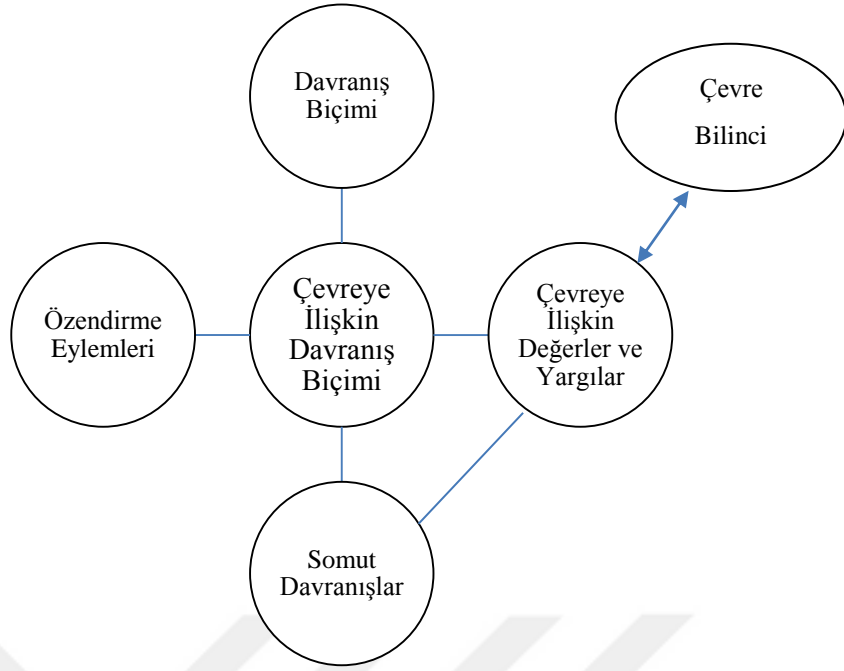 Davranış
Biçimi
Çevre
Bilinci
Özendirme
Eylemleri
Çevreye
İlişkin
Davranış
Biçimi
Çevreye
İlişkin
Değerler ve
Yargılar
Somut
Davranışlar